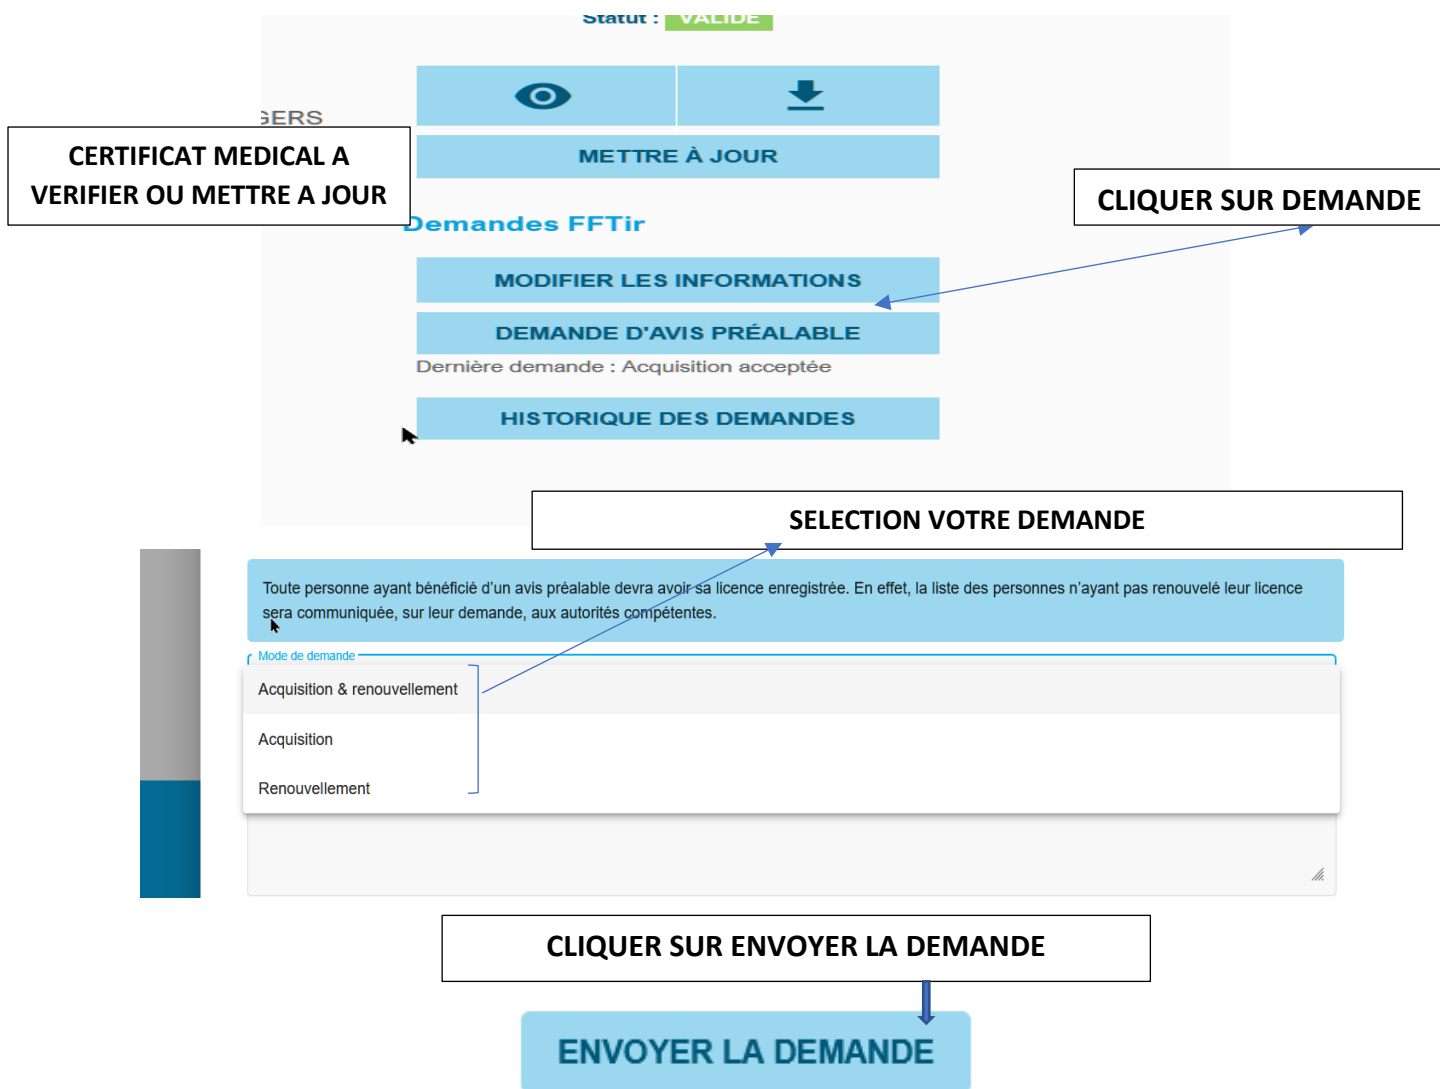 Statut : VALIDE
GERS
METTRE À JOUR
CERTIFICAT MEDICAL A
VERIFIER OU METTRE A JOUR
CLIQUER SUR DEMANDE
Demandes FFTir
MODIFIER LES INFORMATIONS
DEMANDE D'AVIS PRÉALABLE
Dernière demande : Acquisition acceptée
HISTORIQUE DES DEMANDES
SELECTION VOTRE DEMANDE
Toute personne ayant bénéficié d'un avis préalable devra avoir sa licence enregistrée. En effet, la liste des personnes n'ayant pas renouvelé leur licence
sera communiquée, sur leur demande, aux autorités compétentes.
Mode de demande
Acquisition & renouvellement
Acquisition
Renouvellement
CLIQUER SUR ENVOYER LA DEMANDE
ENVOYER LA DEMANDE